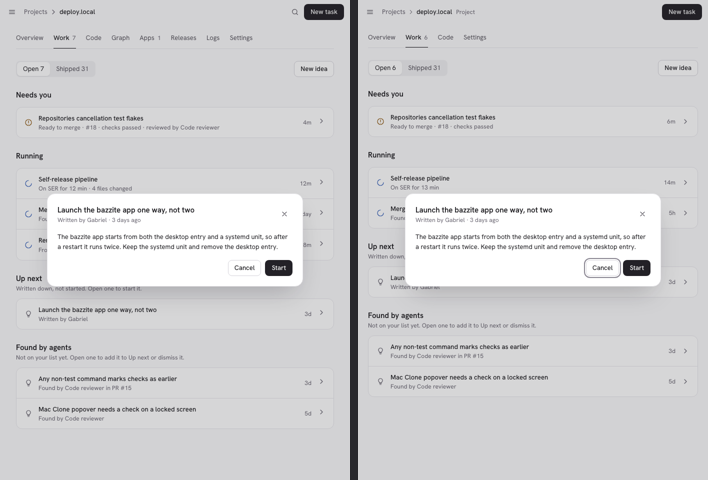 Projects > deploy.local
New task
Overview Work 7 Code Graph Apps 1 Releases Logs Settings
Open 7 Shipped 31
New idea
Needs you
Repositories cancellation test flakes
Ready to merge · #18 · checks passed · reviewed by Code reviewer
4m
Running
Self-release pipeline
On SER for 12 min · 4 files changed
12m
Launch the bazzite app one way, not two
Written by Gabriel · 3 days ago
The bazzite app starts from both the desktop entry and a systemd unit, so after
a restart it runs twice. Keep the systemd unit and remove the desktop entry.
Cancel
Start
Up next
Written down, not started. Open one to start it.
Launch the bazzite app one way, not two
Written by Gabriel
3d
Found by agents
Not on your list yet. Open one to add it to Up next or dismiss it.
Any non-test command marks checks as earlier
Found by Code reviewer in PR #15
3d
Mac Clone popover needs a check on a locked screen
Found by Code reviewer
5d
Projects > deploy.local Project
New task
Overview Work 6 Code Settings
Open 6 Shipped 31
New idea
Needs you
Repositories cancellation test flakes
Ready to merge · #18 · checks passed
6m
Running
Self-release pipeline
On SER for 13 min
14m
5h
Launch the bazzite app one way, not two
Written by Gabriel · 3 days ago
The bazzite app starts from both the desktop entry and a systemd unit, so after
a restart it runs twice. Keep the systemd unit and remove the desktop entry.
Cancel
Start
Up next
Written down
3d
Written by Gabriel
Found by agents
Not on your list yet. Open one to add it to Up next or dismiss it.
Any non-test command marks checks as earlier
Found by Code reviewer in PR #15
3d
Mac Clone popover needs a check on a locked screen
Found by Code reviewer
5d